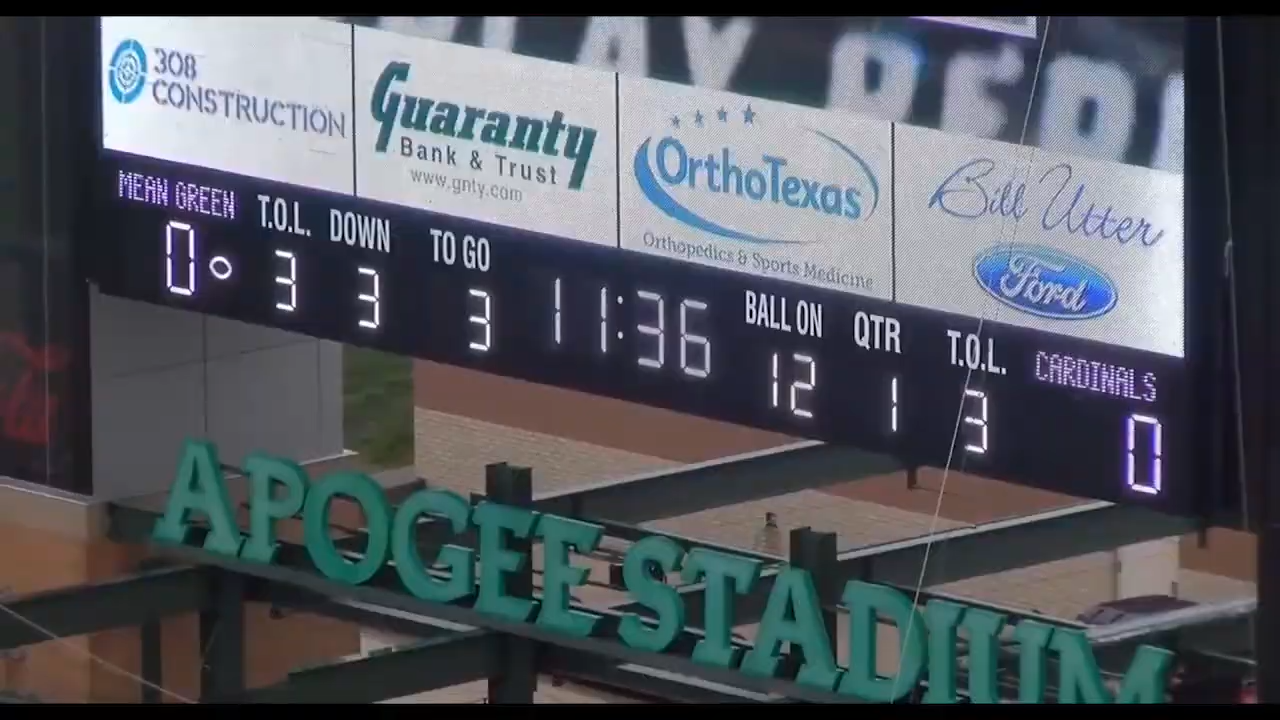 308
CONSTRUCTION
Guaranty
Bank & Trust
www.gnty.com
OrthoTexas
Orthopedics & Sports Medicine
Bill Utter
Ford
MEAN GREEN T.O.L. DOWN TO GO BALL ON QTR T.O.L. CARDINALS
0 3 3 3 11:36 12 1 3 0
APOGEE STADIUM